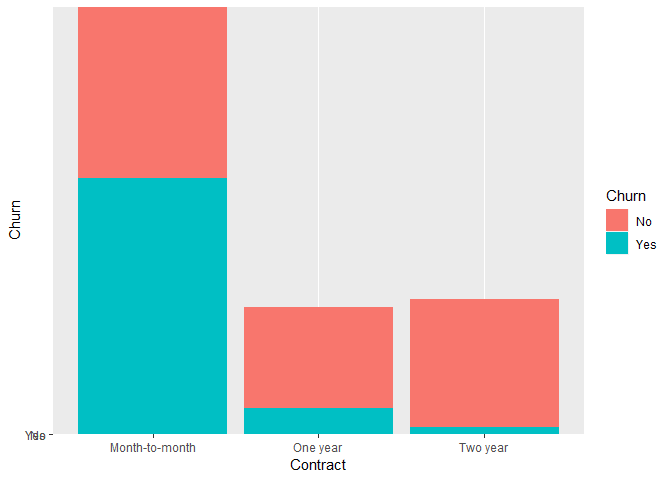 Churn
Churn
No
Yes
Month-to-month
One year
Two year
Contract